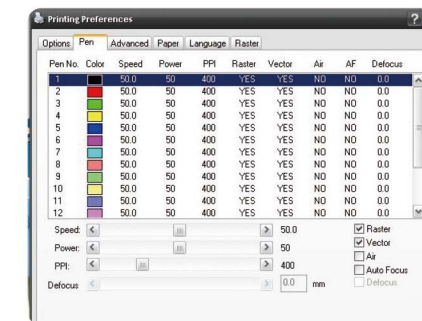 Printing Preferences ?
Options Pen Advanced Paper Language Raster
Pen No. Color Speed Power PPI Raster Vector Air AF Defocus
1 50.0 50 400 YES YES NO NO 0.0
2 50.0 50 400 YES YES NO NO 0.0
3 50.0 50 400 YES YES NO NO 0.0
4 50.0 50 400 YES YES NO NO 0.0
5 50.0 50 400 YES YES NO NO 0.0
6 50.0 50 400 YES YES NO NO 0.0
7 50.0 50 400 YES YES NO NO 0.0
8 50.0 50 400 YES YES NO NO 0.0
9 50.0 50 400 YES YES NO NO 0.0
10 50.0 50 400 YES YES NO NO 0.0
11 50.0 50 400 YES YES NO NO 0.0
12 50.0 50 400 YES YES NO NO 0.0
Speed: 50.0 Raster
Power: 50 Vector
Air
PPI: 400 Auto Focus
Defocus 0.0 mm Defocus